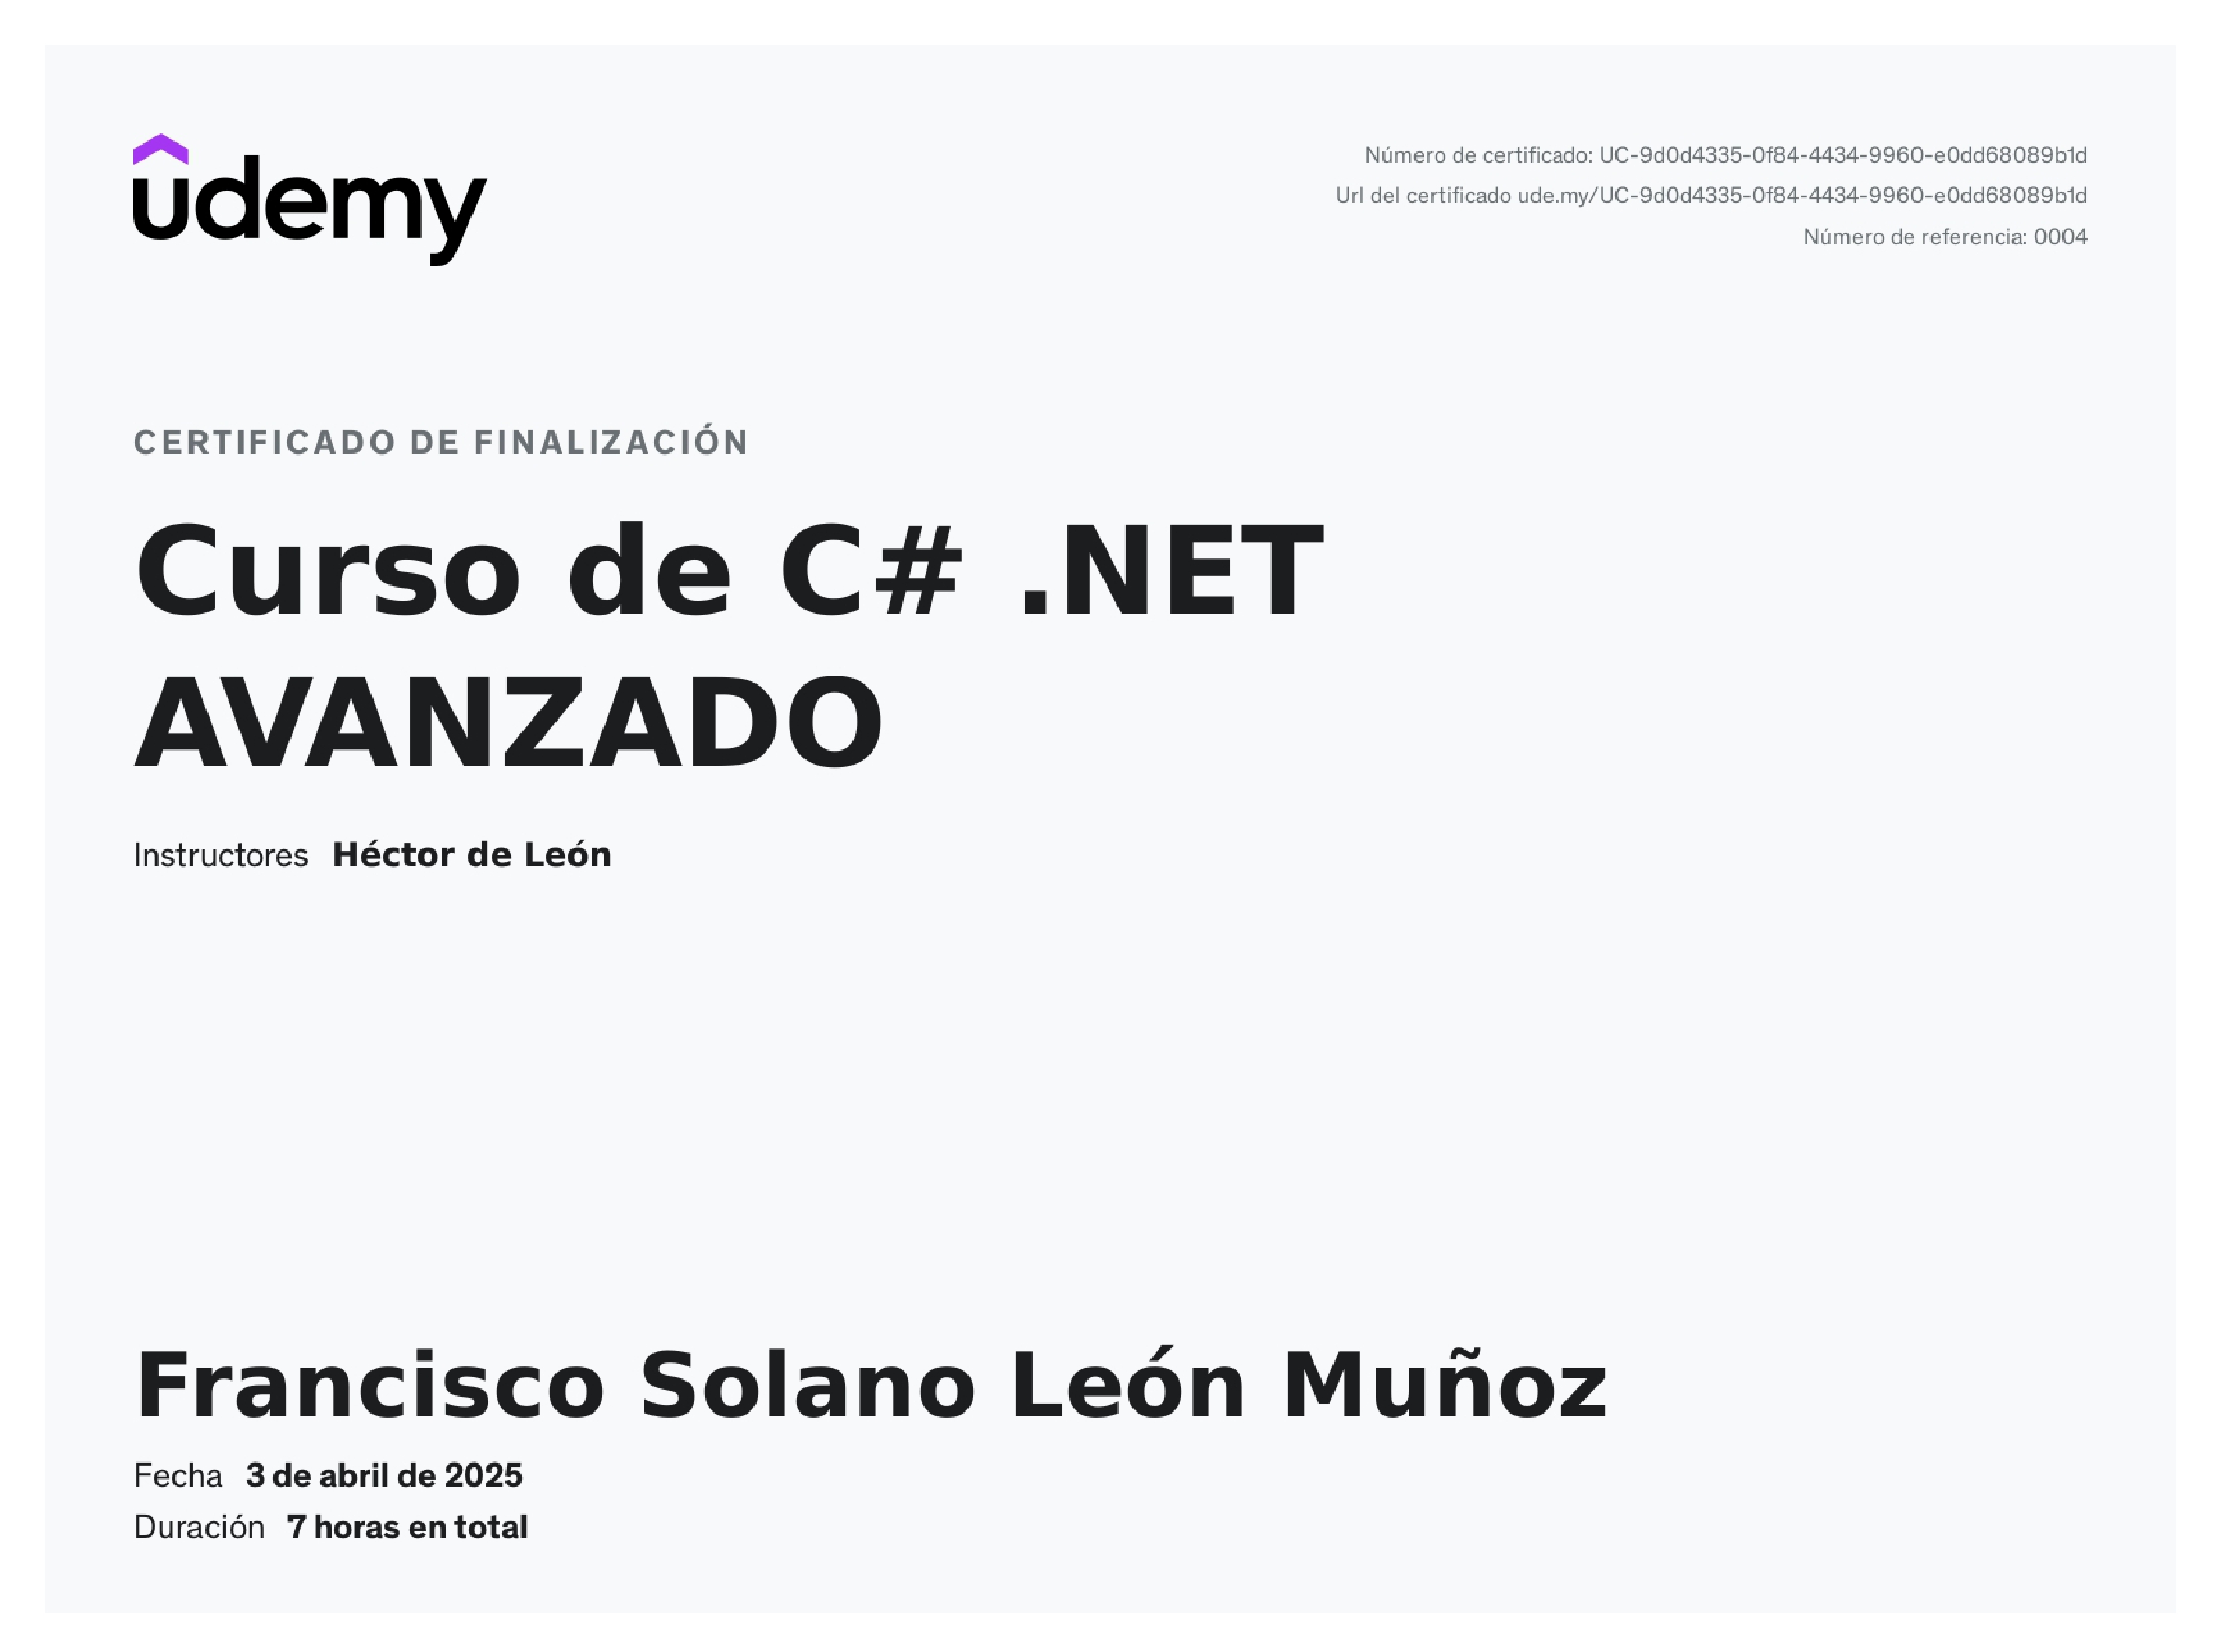 udemy
Número de certificado: UC-9d0d4335-0f84-4434-9960-e0dd68089b1d
Url del certificado ude.my/UC-9d0d4335-0f84-4434-9960-e0dd68089b1d
Número de referencia: 0004
CERTIFICADO DE FINALIZACIÓN
Curso de C# .NET
AVANZADO
Instructores Héctor de León
Francisco Solano León Muñoz
Fecha 3 de abril de 2025
Duración 7 horas en total